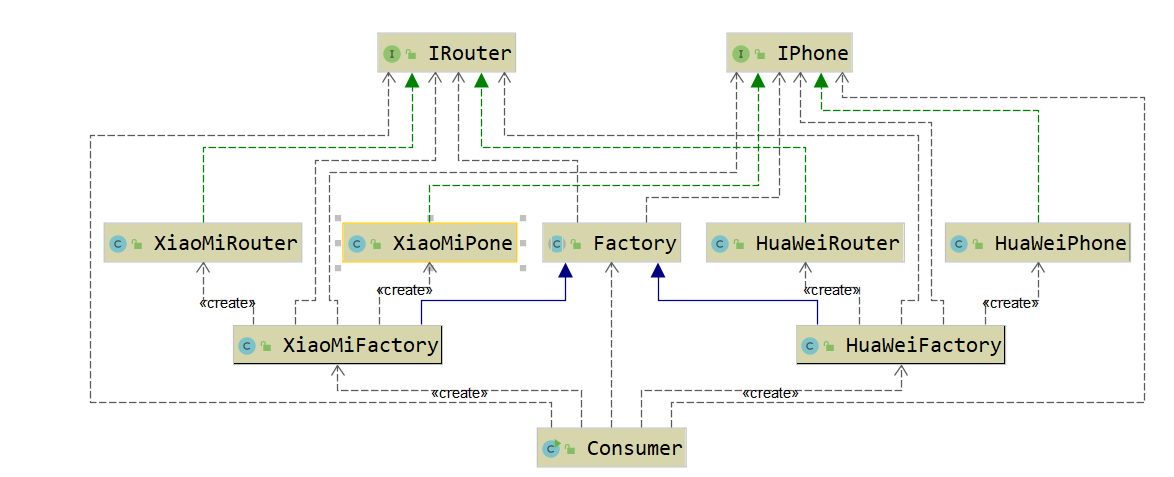 I IRouter
I IPhone
C XiaoMiRouter
C XiaoMiPone
C Factory
C HuaWeiRouter
C HuaWeiPhone
«create»
«create»
«create»
«create»
C XiaoMiFactory
C HuaWeiFactory
«create»
«create»
C Consumer